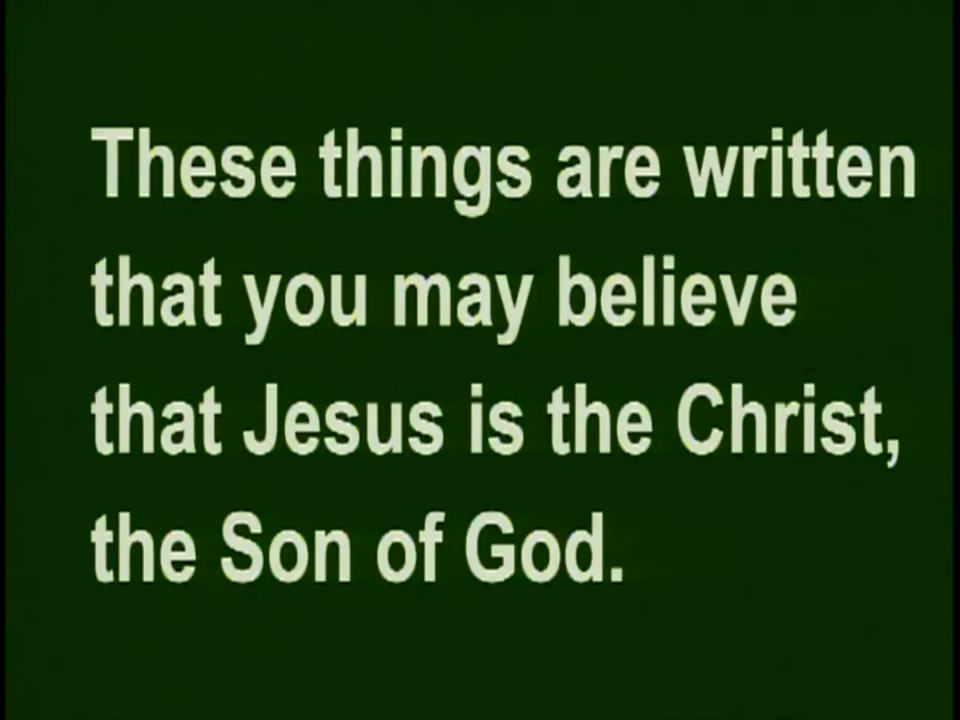 These things are written
that you may believe
that Jesus is the Christ,
the Son of God.